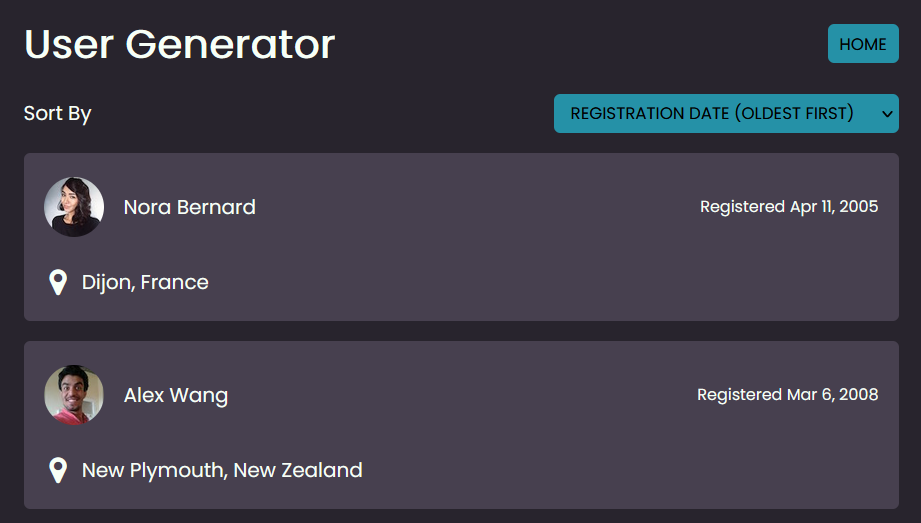 User Generator
HOME
Sort By
REGISTRATION DATE (OLDEST FIRST)
Nora Bernard
Registered Apr 11, 2005
Dijon, France
Alex Wang
Registered Mar 6, 2008
New Plymouth, New Zealand